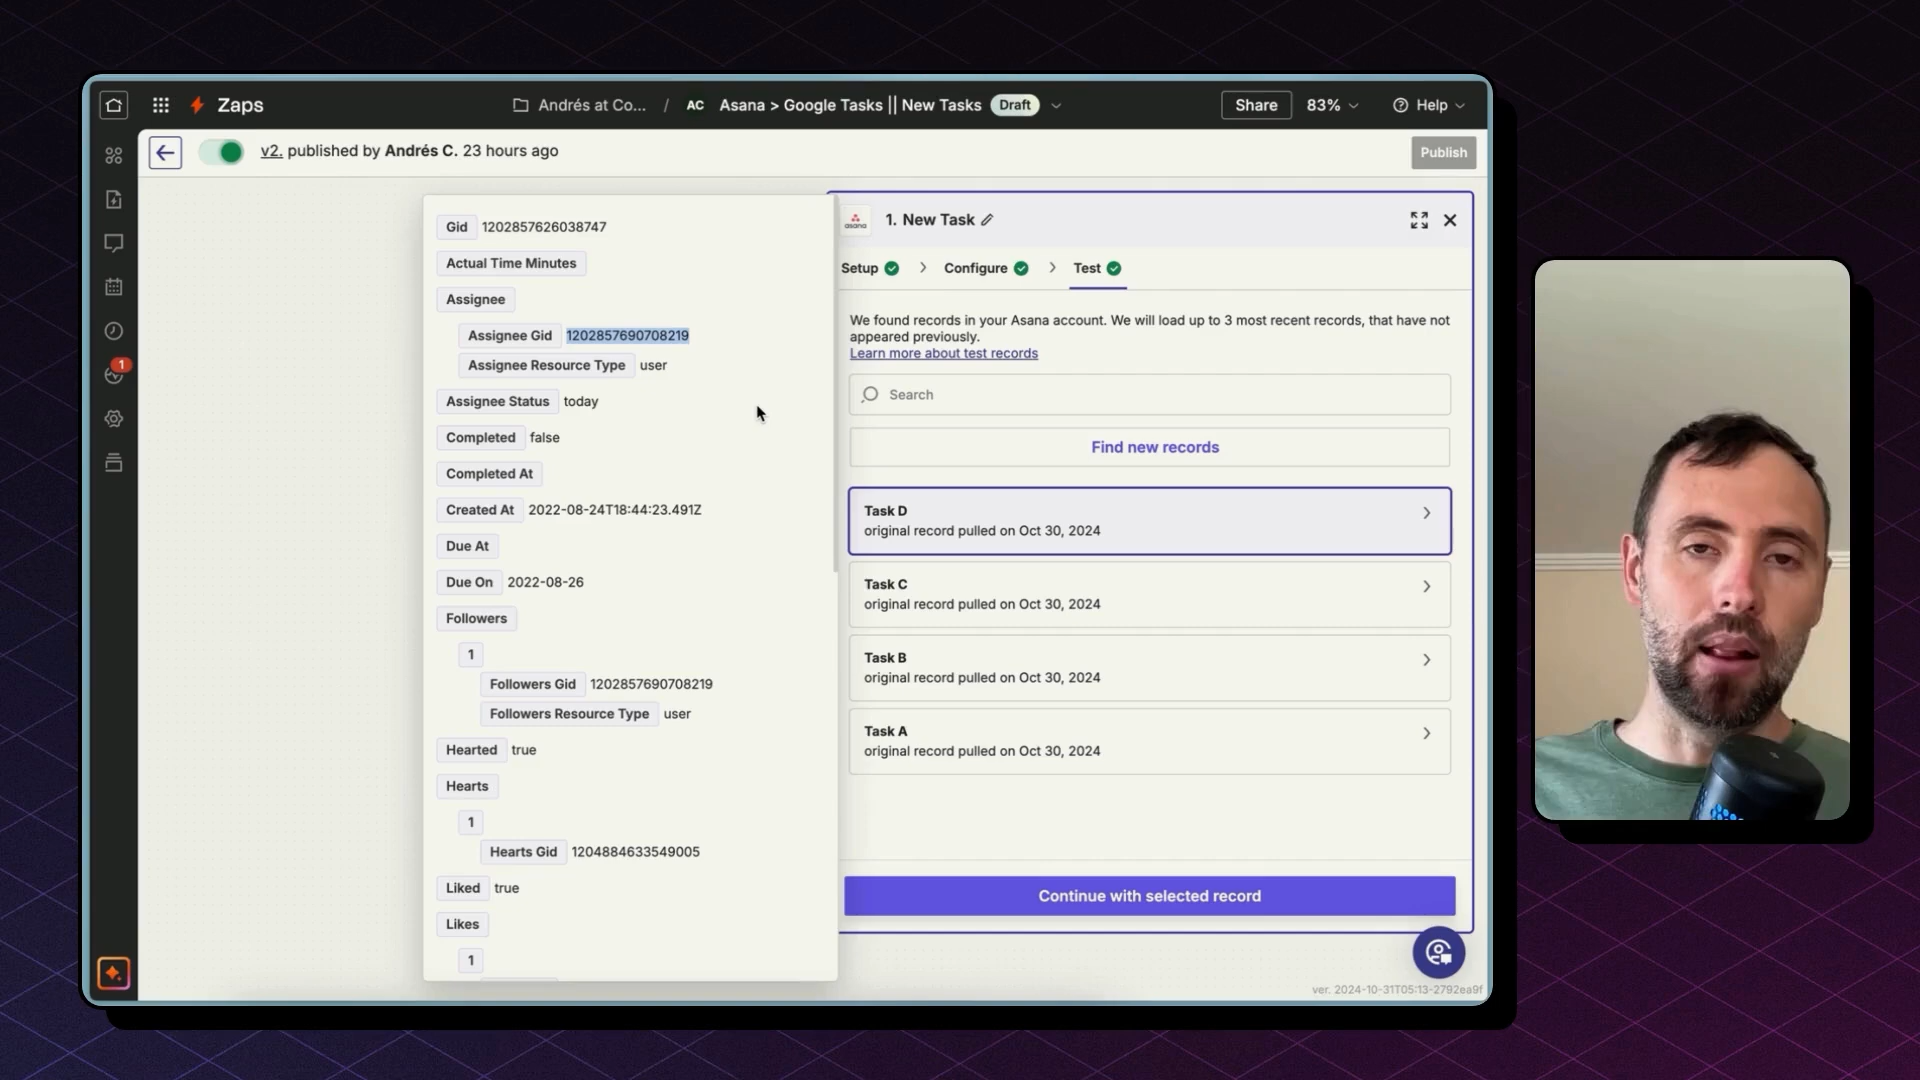 Zaps
Andrés at Co... / AC Asana > Google Tasks || New Tasks Draft
Share 83% Help
v2. published by Andrés C. 23 hours ago
Publish
1
Gid 1202857626038747
Actual Time Minutes
Assignee
Assignee Gid 1202857690708219
Assignee Resource Type user
Assignee Status today
Completed false
Completed At
Created At 2022-08-24T18:44:23.491Z
Due At
Due On 2022-08-26
Followers
1
Followers Gid 1202857690708219
Followers Resource Type user
Hearted true
Hearts
1
Hearts Gid 1204884633549005
Liked true
Likes
1
asana
1. New Task
Setup > Configure > Test
We found records in your Asana account. We will load up to 3 most recent records, that have not
appeared previously.
Learn more about test records
Search
Find new records
Task D
original record pulled on Oct 30, 2024
Task C
original record pulled on Oct 30, 2024
Task B
original record pulled on Oct 30, 2024
Task A
original record pulled on Oct 30, 2024
Continue with selected record
ver. 2024-10-31T05:13-2792ea9f